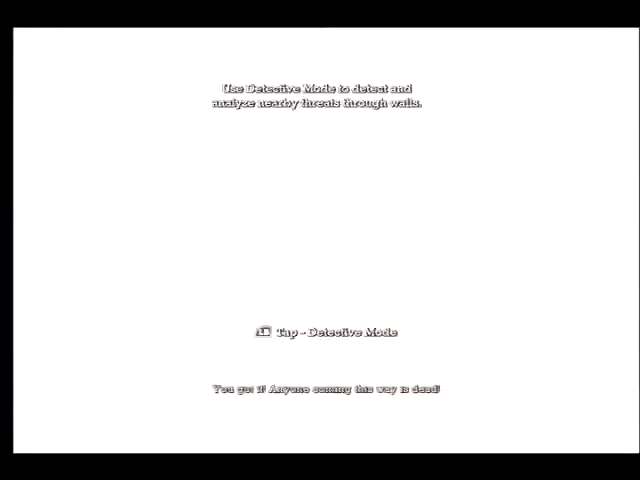 Use Detective Mode to detect and
analyze nearby threats through walls.
Tap - Detective Mode
You got it! Anyone coming this way is dead!